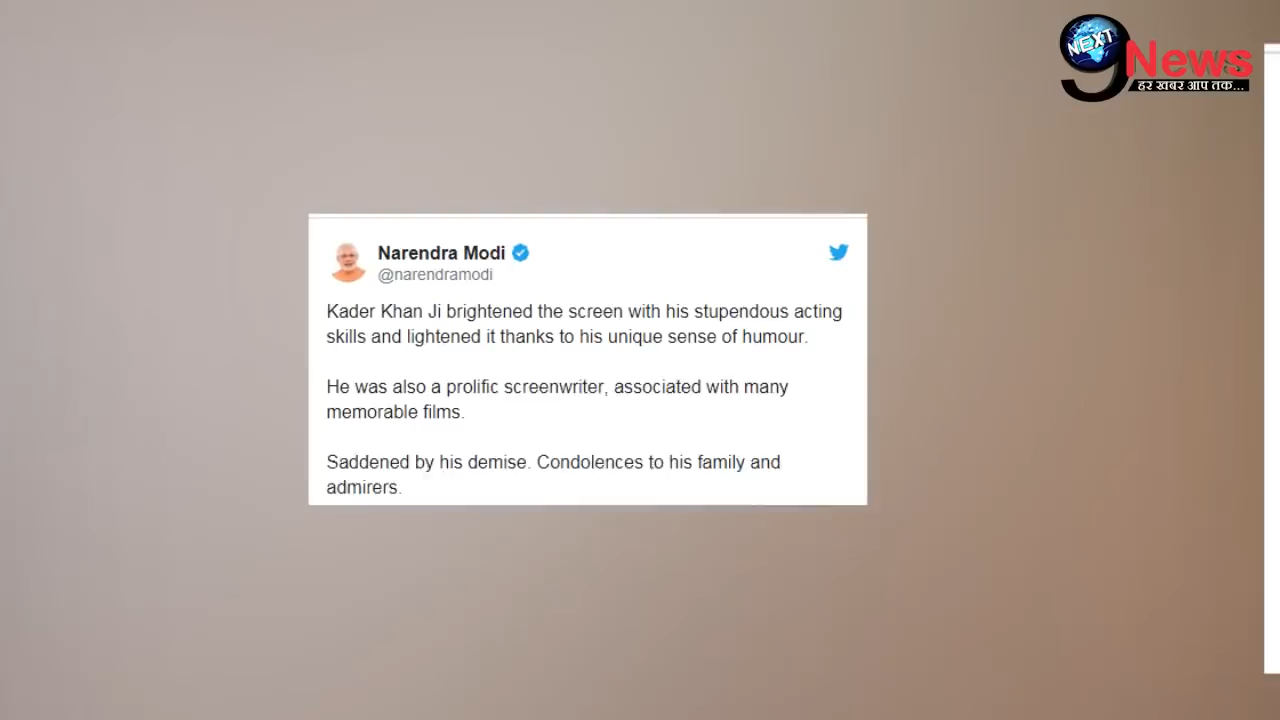 NEXT
9 News
हर खबर आप तक...
Narendra Modi
@narendramodi
Kader Khan Ji brightened the screen with his stupendous acting
skills and lightened it thanks to his unique sense of humour.
He was also a prolific screenwriter, associated with many
memorable films.
Saddened by his demise. Condolences to his family and
admirers.